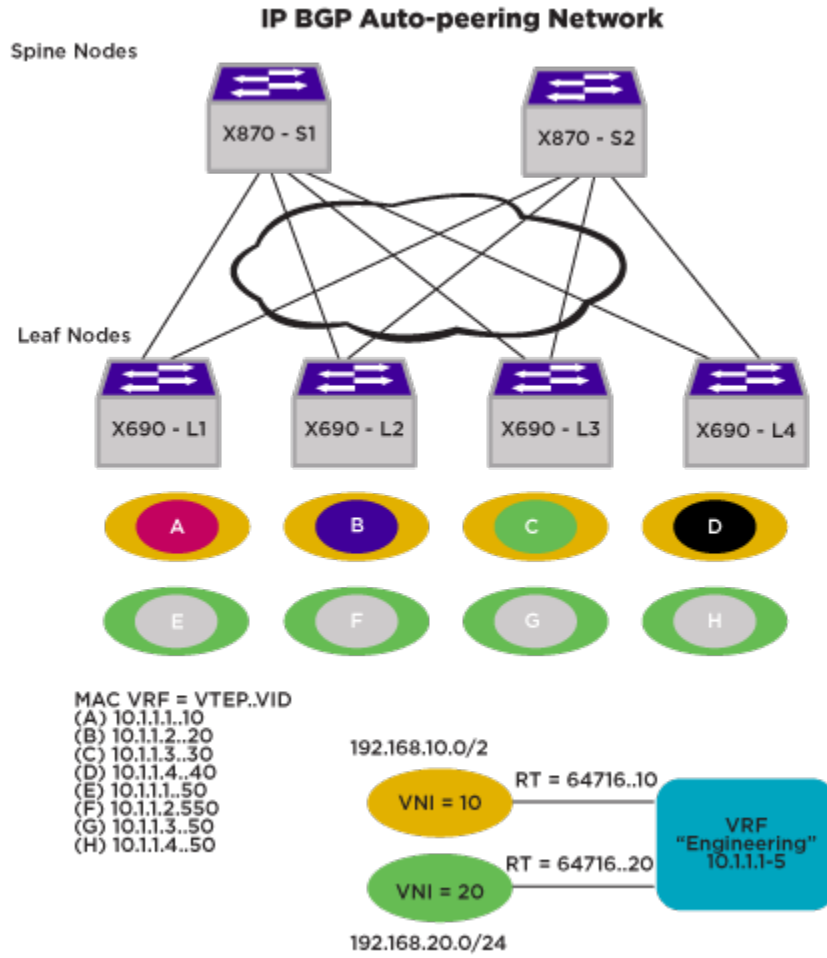 IP BGP Auto-peering Network
Spine Nodes
X870 - S1
X870 - S2
Leaf Nodes
X690 - L1
X690 - L2
X690 - L3
X690 - L4
A
B
C
D
E
F
G
H
MAC VRF = VTEP..VID
(A) 10.1.1.1..10
(B) 10.1.1.2..20
(C) 10.1.1.3..30
(D) 10.1.1.4..40
(E) 10.1.1.1..50
(F) 10.1.1.2.550
(G) 10.1.1.3..50
(H) 10.1.1.4..50
192.168.10.0/2
VNI = 10
RT = 64716..10
VNI = 20
RT = 64716..20
192.168.20.0/24
VRF
"Engineering"
10.1.1.1-5